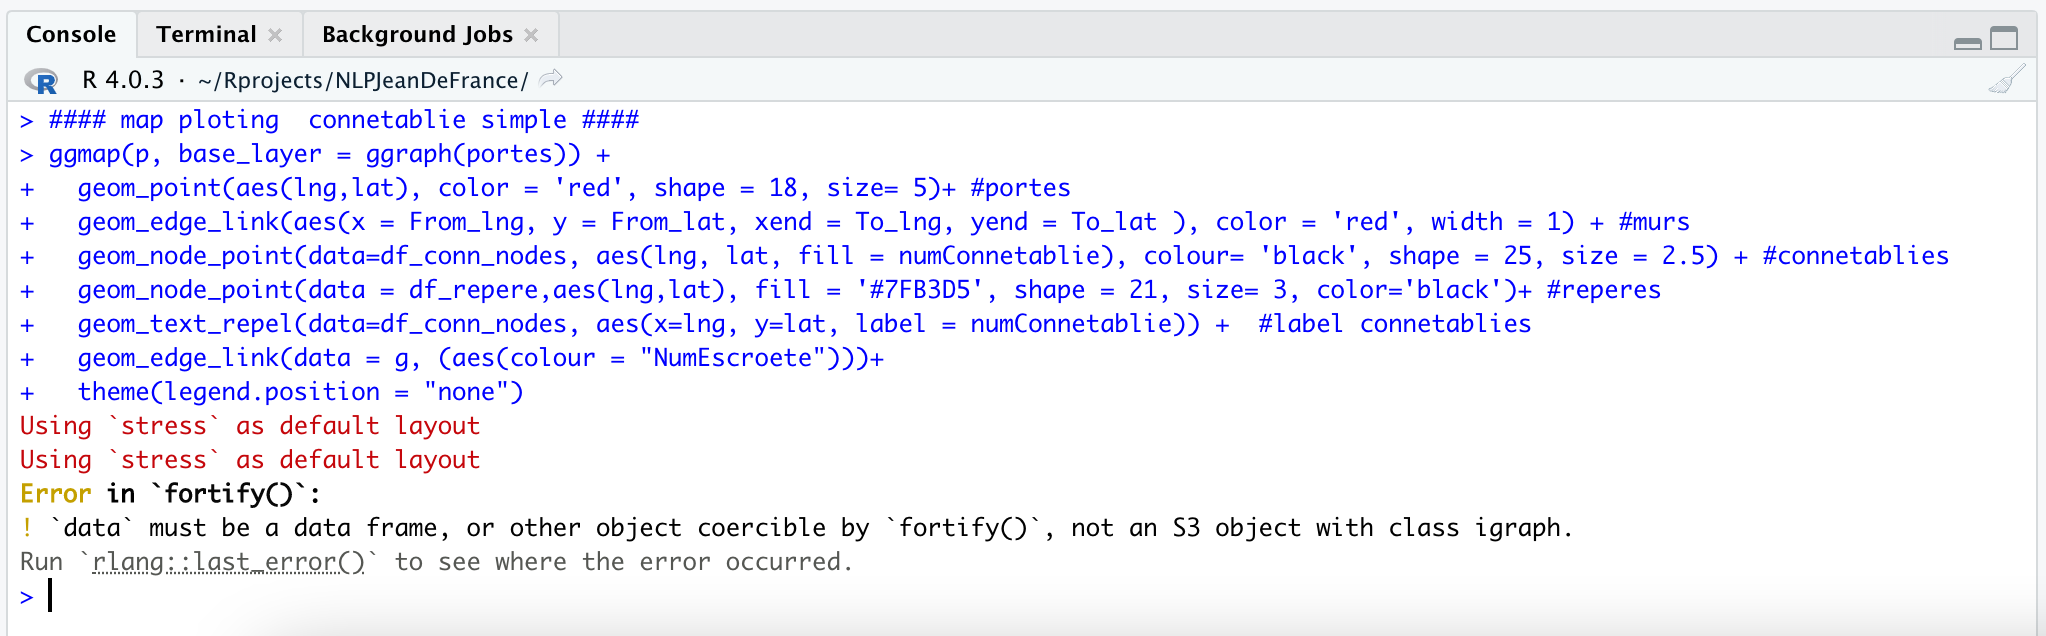 Console Terminal × Background Jobs ×
R R 4.0.3 · ~/Rprojects/NLPJeanDeFrance/
> #### map ploting  connetablie simple ####
> ggmap(p, base_layer = ggraph(portes)) +
+   geom_point(aes(lng,lat), color = 'red', shape = 18, size= 5)+ #portes
+   geom_edge_link(aes(x = From_lng, y = From_lat, xend = To_lng, yend = To_lat ), color = 'red', width = 1) + #murs
+   geom_node_point(data=df_conn_nodes, aes(lng, lat, fill = numConnetablie), colour= 'black', shape = 25, size = 2.5) + #connetablies
+   geom_node_point(data = df_repere,aes(lng,lat), fill = '#7FB3D5', shape = 21, size= 3, color='black')+ #reperes
+   geom_text_repel(data=df_conn_nodes, aes(x=lng, y=lat, label = numConnetablie)) +  #label connetablies
+   geom_edge_link(data = g, (aes(colour = "NumEscroete")))+
+   theme(legend.position = "none")
Using `stress` as default layout
Using `stress` as default layout
Error in `fortify()`:
! `data` must be a data frame, or other object coercible by `fortify()`, not an S3 object with class igraph.
Run `rlang::last_error()` to see where the error occurred.
>